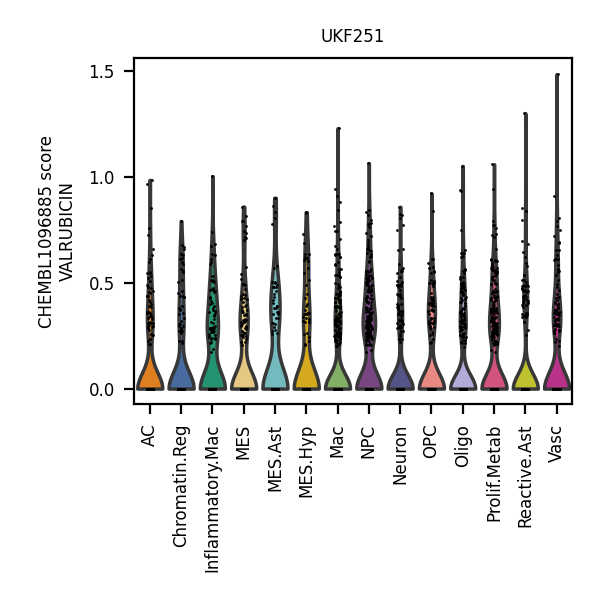 UKF251
CHEMBL1096885 score
VALRUBICIN
1.5
1.0
0.5
0.0
AC
Chromatin.Reg
Inflammatory.Mac
MES
MES.Ast
MES.Hyp
Mac
NPC
Neuron
OPC
Oligo
Prolif.Metab
Reactive.Ast
Vasc